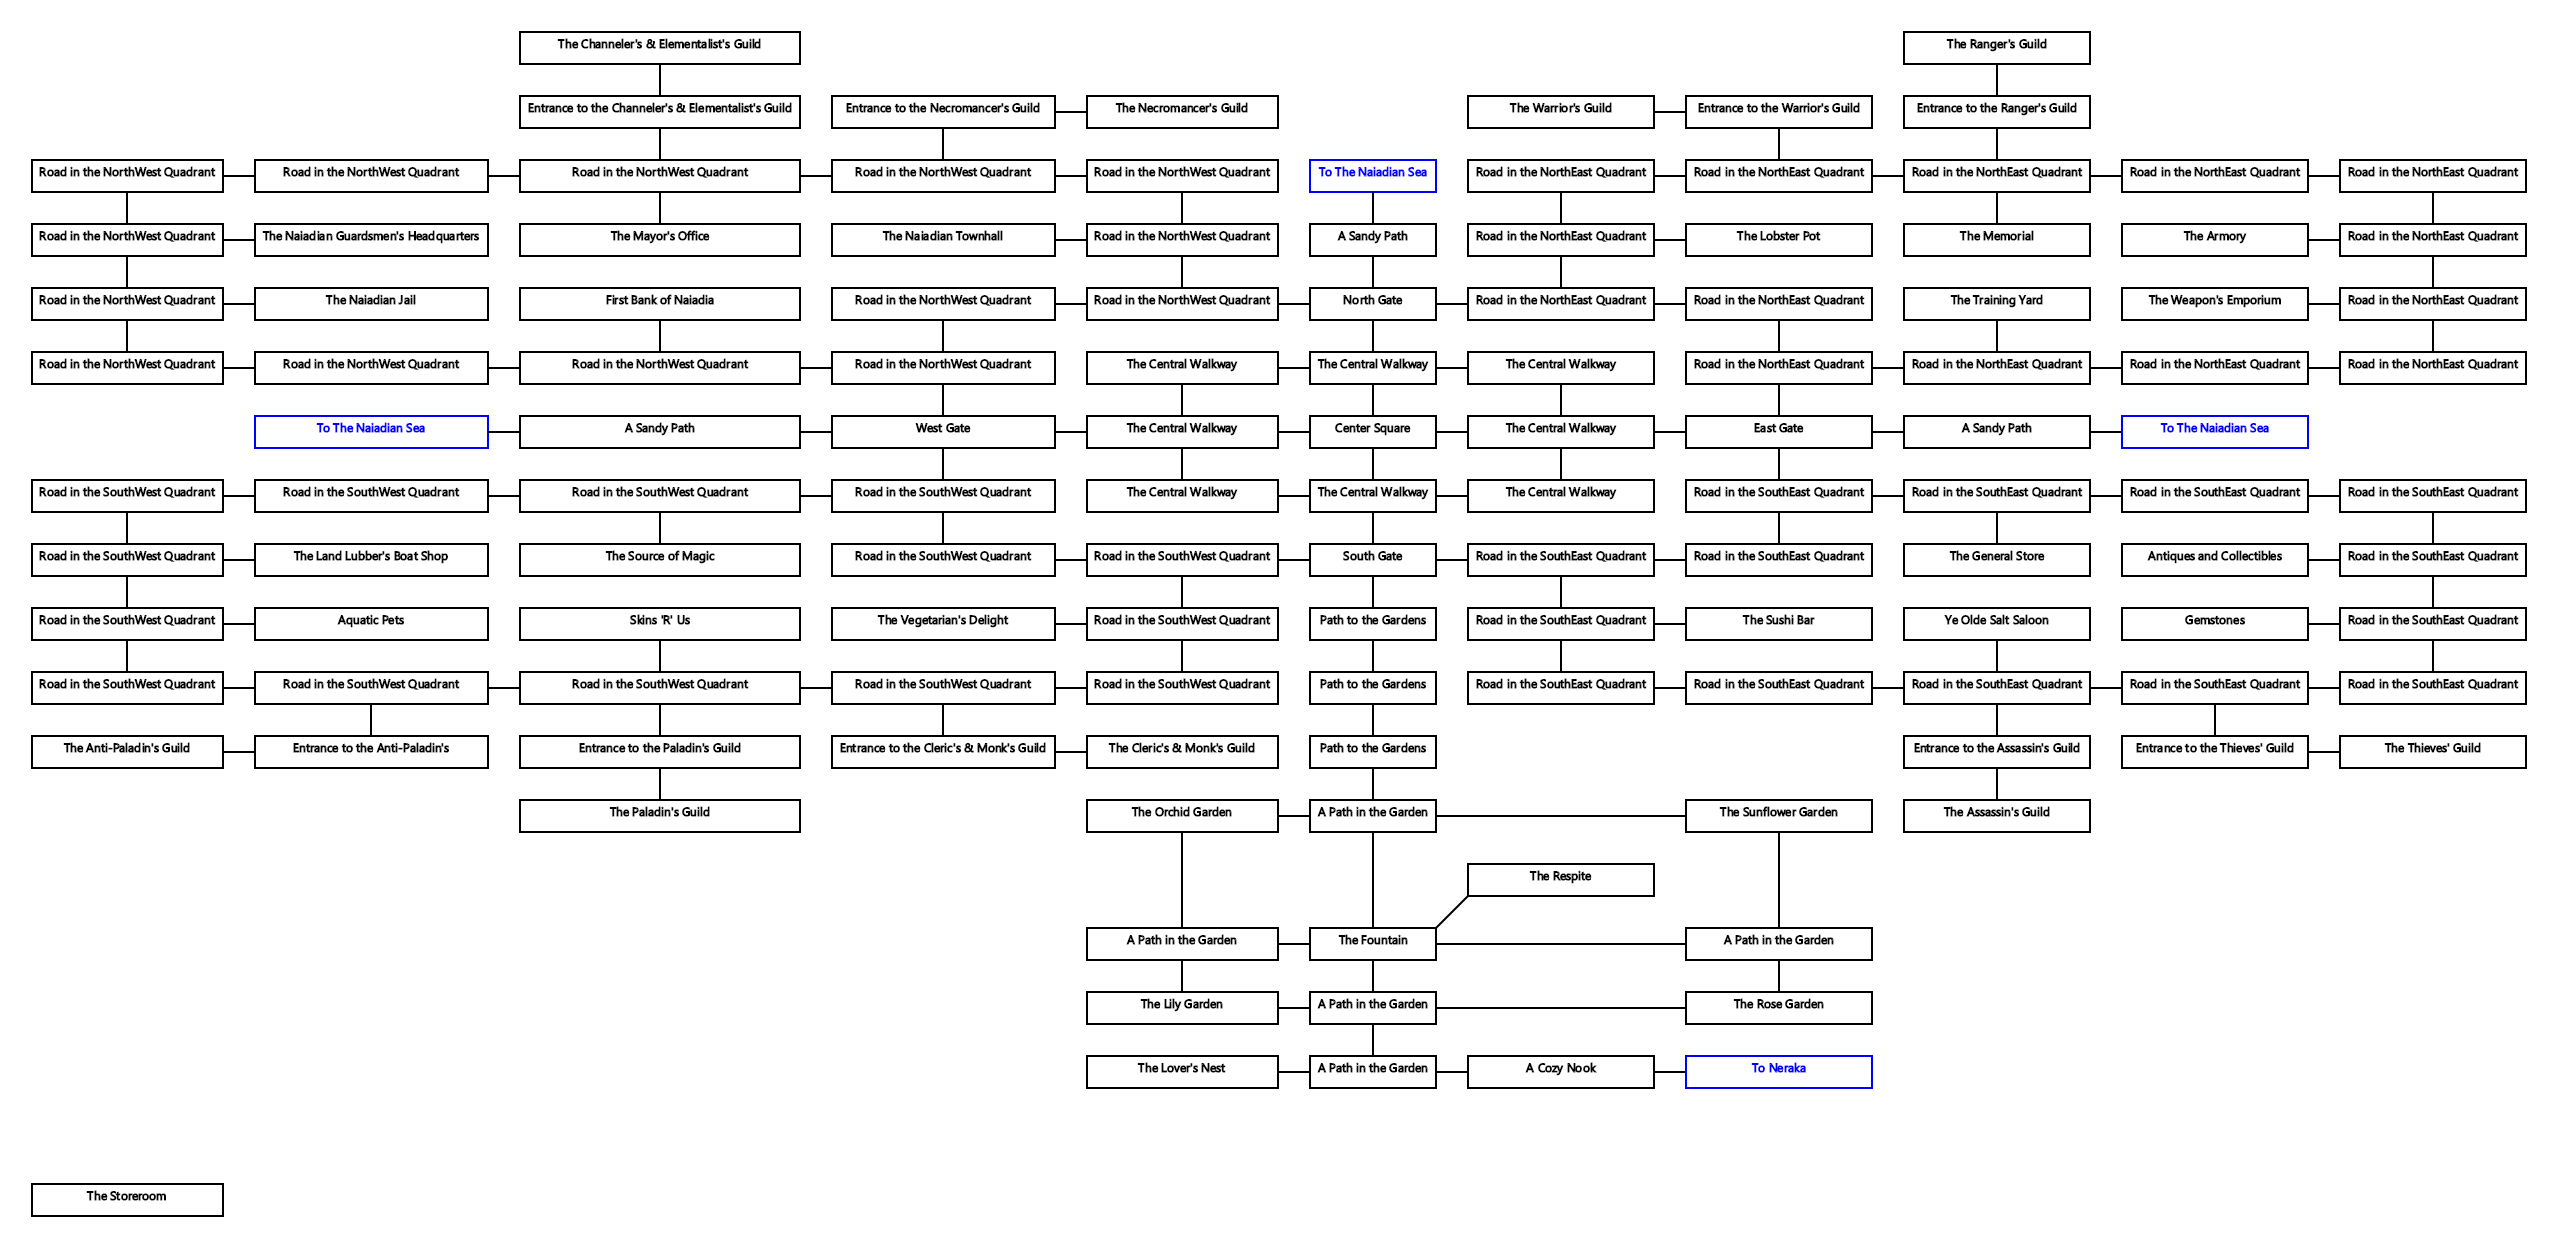 The Channeler's & Elementalist's Guild
The Ranger's Guild
Entrance to the Channeler's & Elementalist's Guild
Entrance to the Necromancer's Guild
The Necromancer's Guild
The Warrior's Guild
Entrance to the Warrior's Guild
Entrance to the Ranger's Guild
Road in the NorthWest Quadrant
Road in the NorthWest Quadrant
Road in the NorthWest Quadrant
Road in the NorthWest Quadrant
Road in the NorthWest Quadrant
To The Naiadian Sea
Road in the NorthEast Quadrant
Road in the NorthEast Quadrant
Road in the NorthEast Quadrant
Road in the NorthEast Quadrant
Road in the NorthEast Quadrant
Road in the NorthWest Quadrant
The Naiadian Guardsmen's Headquarters
The Mayor's Office
The Naiadian Townhall
Road in the NorthWest Quadrant
A Sandy Path
Road in the NorthEast Quadrant
The Lobster Pot
The Memorial
The Armory
Road in the NorthEast Quadrant
Road in the NorthWest Quadrant
The Naiadian Jail
First Bank of Naiadia
Road in the NorthWest Quadrant
Road in the NorthWest Quadrant
North Gate
Road in the NorthEast Quadrant
Road in the NorthEast Quadrant
The Training Yard
The Weapon's Emporium
Road in the NorthEast Quadrant
Road in the NorthWest Quadrant
Road in the NorthWest Quadrant
Road in the NorthWest Quadrant
Road in the NorthWest Quadrant
The Central Walkway
The Central Walkway
The Central Walkway
Road in the NorthEast Quadrant
Road in the NorthEast Quadrant
Road in the NorthEast Quadrant
Road in the NorthEast Quadrant
To The Naiadian Sea
A Sandy Path
West Gate
The Central Walkway
Center Square
The Central Walkway
East Gate
A Sandy Path
To The Naiadian Sea
Road in the SouthWest Quadrant
Road in the SouthWest Quadrant
Road in the SouthWest Quadrant
Road in the SouthWest Quadrant
The Central Walkway
The Central Walkway
The Central Walkway
Road in the SouthEast Quadrant
Road in the SouthEast Quadrant
Road in the SouthEast Quadrant
Road in the SouthEast Quadrant
Road in the SouthWest Quadrant
The Land Lubber's Boat Shop
The Source of Magic
Road in the SouthWest Quadrant
Road in the SouthWest Quadrant
South Gate
Road in the SouthEast Quadrant
Road in the SouthEast Quadrant
The General Store
Antiques and Collectibles
Road in the SouthEast Quadrant
Road in the SouthWest Quadrant
Aquatic Pets
Skins 'R' Us
The Vegetarian's Delight
Road in the SouthWest Quadrant
Path to the Gardens
Road in the SouthEast Quadrant
The Sushi Bar
Ye Olde Salt Saloon
Gemstones
Road in the SouthEast Quadrant
Road in the SouthWest Quadrant
Road in the SouthWest Quadrant
Road in the SouthWest Quadrant
Road in the SouthWest Quadrant
Road in the SouthWest Quadrant
Path to the Gardens
Road in the SouthEast Quadrant
Road in the SouthEast Quadrant
Road in the SouthEast Quadrant
Road in the SouthEast Quadrant
Road in the SouthEast Quadrant
The Anti-Paladin's Guild
Entrance to the Anti-Paladin's
Entrance to the Paladin's Guild
Entrance to the Cleric's & Monk's Guild
The Cleric's & Monk's Guild
Path to the Gardens
Entrance to the Assassin's Guild
Entrance to the Thieves' Guild
The Thieves' Guild
The Paladin's Guild
The Orchid Garden
A Path in the Garden
The Sunflower Garden
The Assassin's Guild
The Respite
A Path in the Garden
The Fountain
A Path in the Garden
The Lily Garden
A Path in the Garden
The Rose Garden
The Lover's Nest
A Path in the Garden
A Cozy Nook
To Neraka
The Storeroom